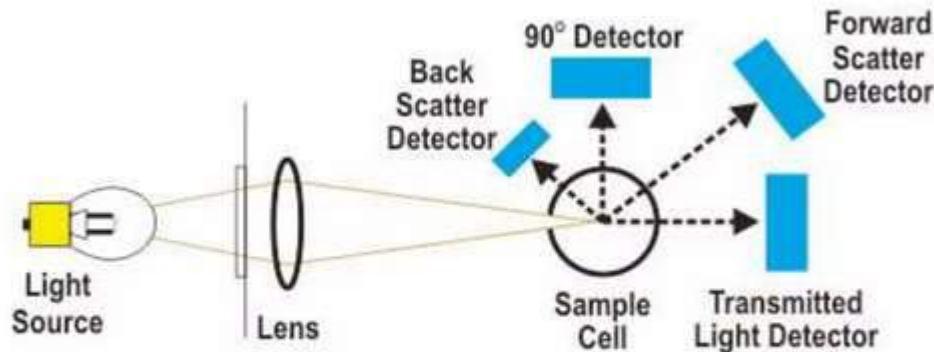 90° Detector
Forward
Scatter
Detector
Back
Scatter
Detector
Light
Source
Lens
Sample
Cell
Transmitted
Light Detector